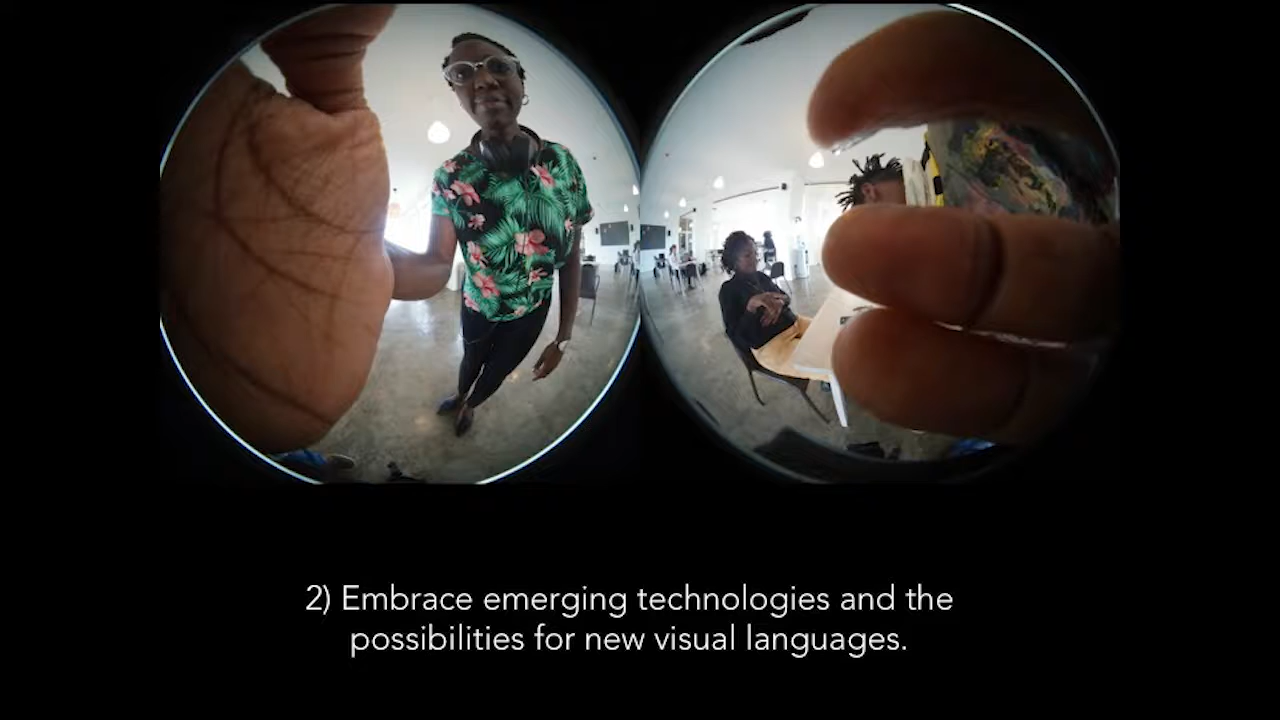 2) Embrace emerging technologies and the
possibilities for new visual languages.